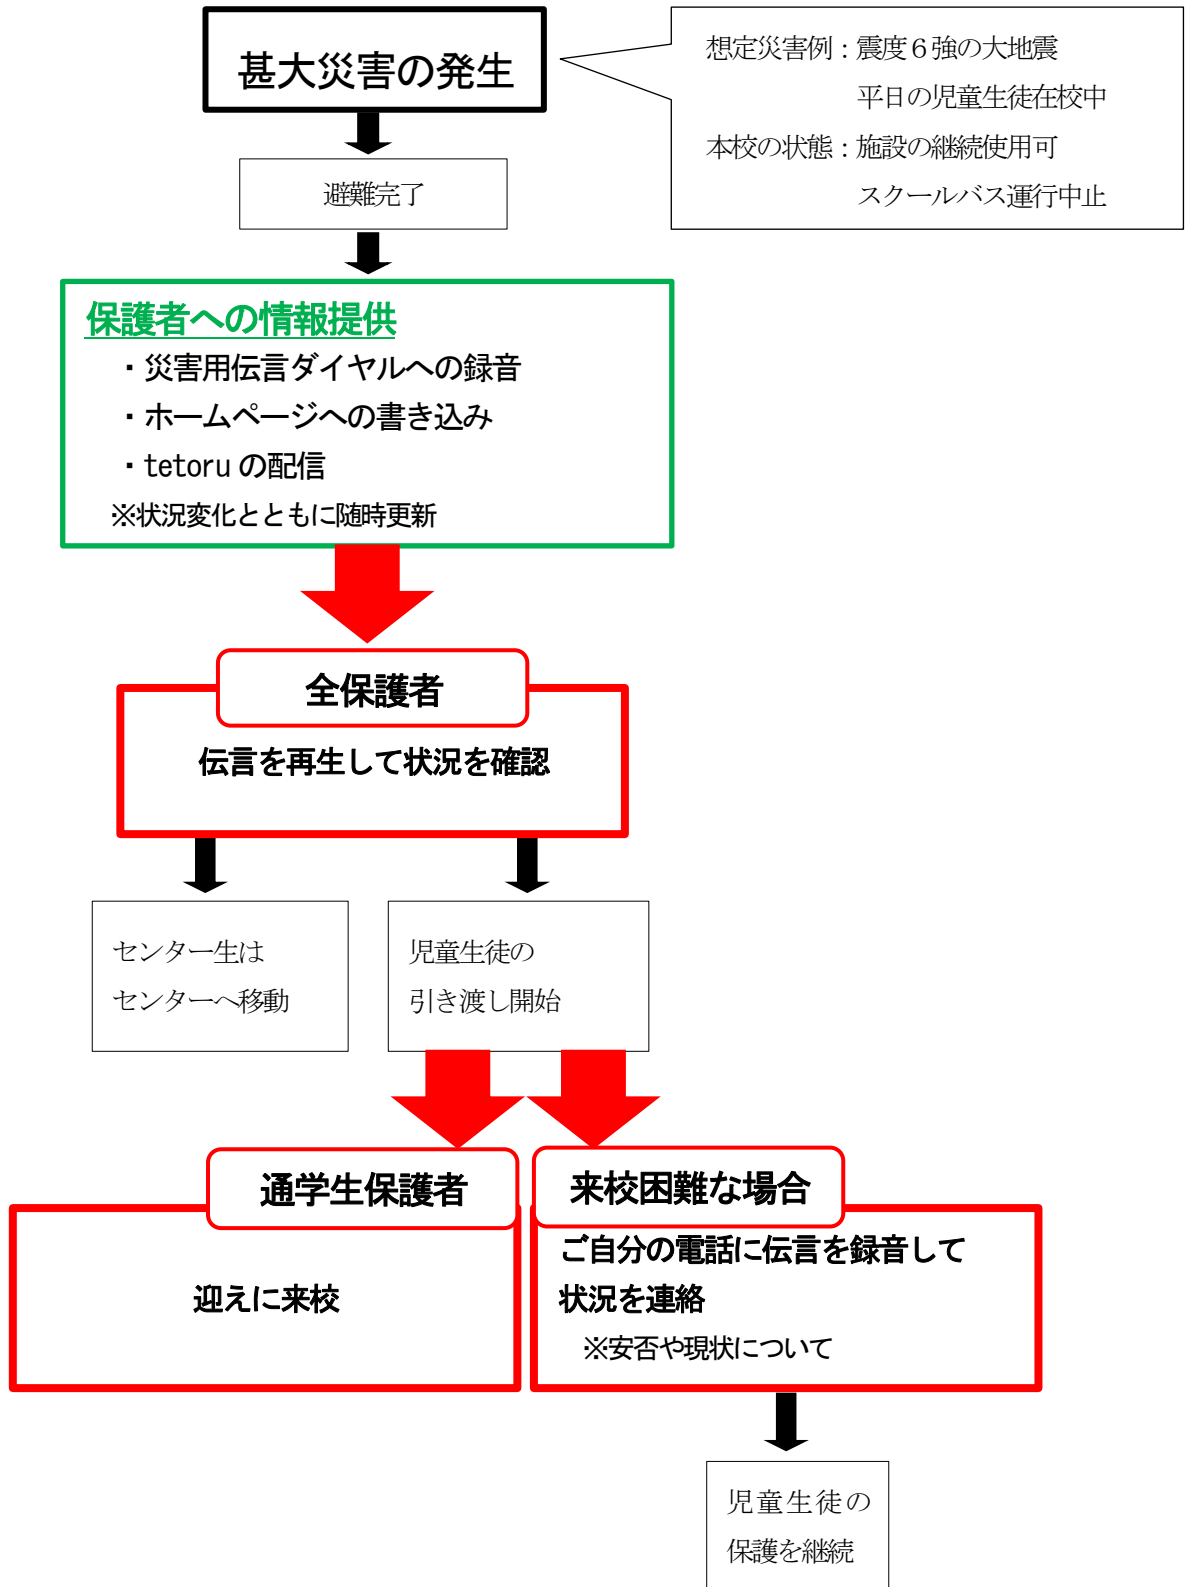 甚大災害の発生
想定災害例：震度６強の大地震
平日の児童生徒在校中
本校の状態：施設の継続使用可
スクールバス運行中止
避難完了
保護者への情報提供
・災害用伝言ダイヤルへの録音
・ホームページへの書き込み
・tetoru の配信
※状況変化とともに随時更新
全保護者
伝言を再生して状況を確認
センター生は
センターへ移動
児童生徒の
引き渡し開始
通学生保護者
迎えに来校
来校困難な場合
ご自分の電話に伝言を録音して
状況を連絡
※安否や現状について
児童生徒の
保護を継続